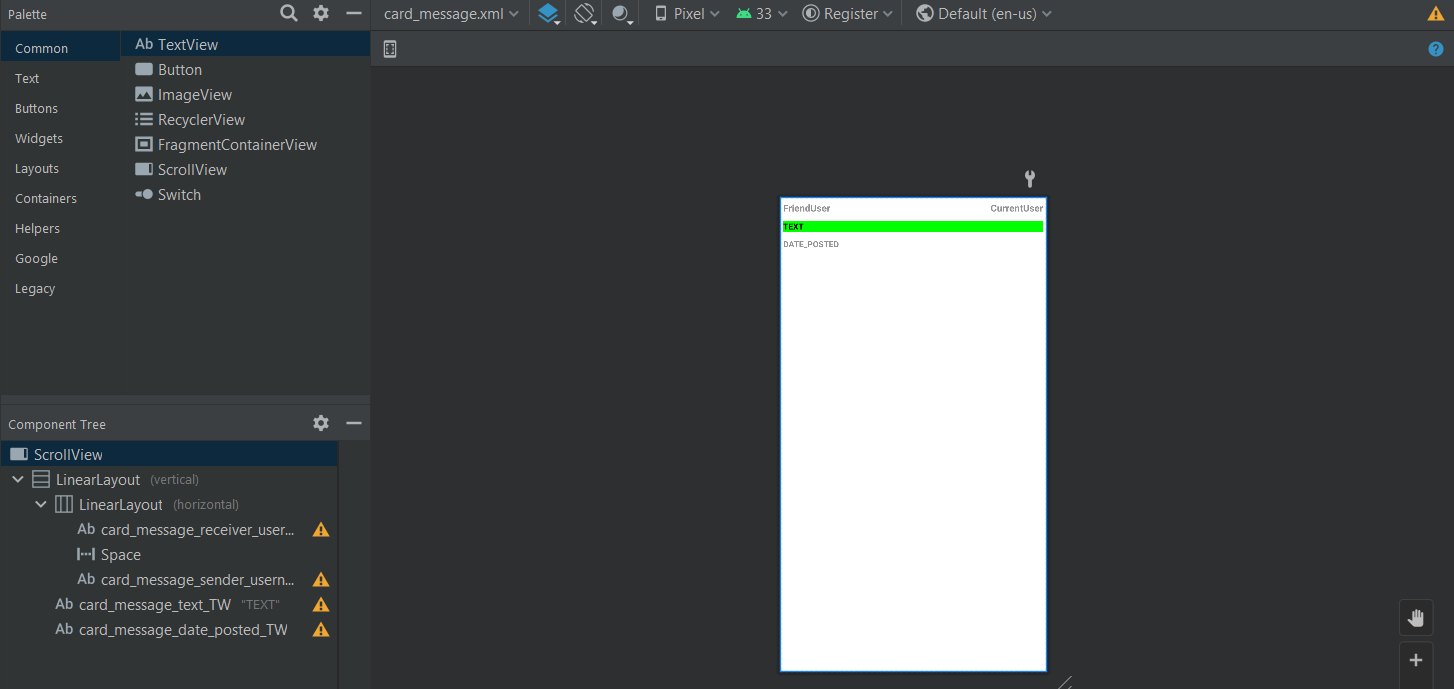 Palette
card_message.xml
Pixel
33
Register
Default (en-us)
Common
Text
Buttons
Widgets
Layouts
Containers
Helpers
Google
Legacy
Ab TextView
Button
ImageView
RecyclerView
FragmentContainerView
ScrollView
Switch
?
FriendUser
CurrentUser
TEXT
DATE_POSTED
Component Tree
ScrollView
LinearLayout (vertical)
LinearLayout (horizontal)
Ab card_message_receiver_user...
Space
Ab card_message_sender_usern...
Ab card_message_text_TW "TEXT"
Ab card_message_date_posted_TW